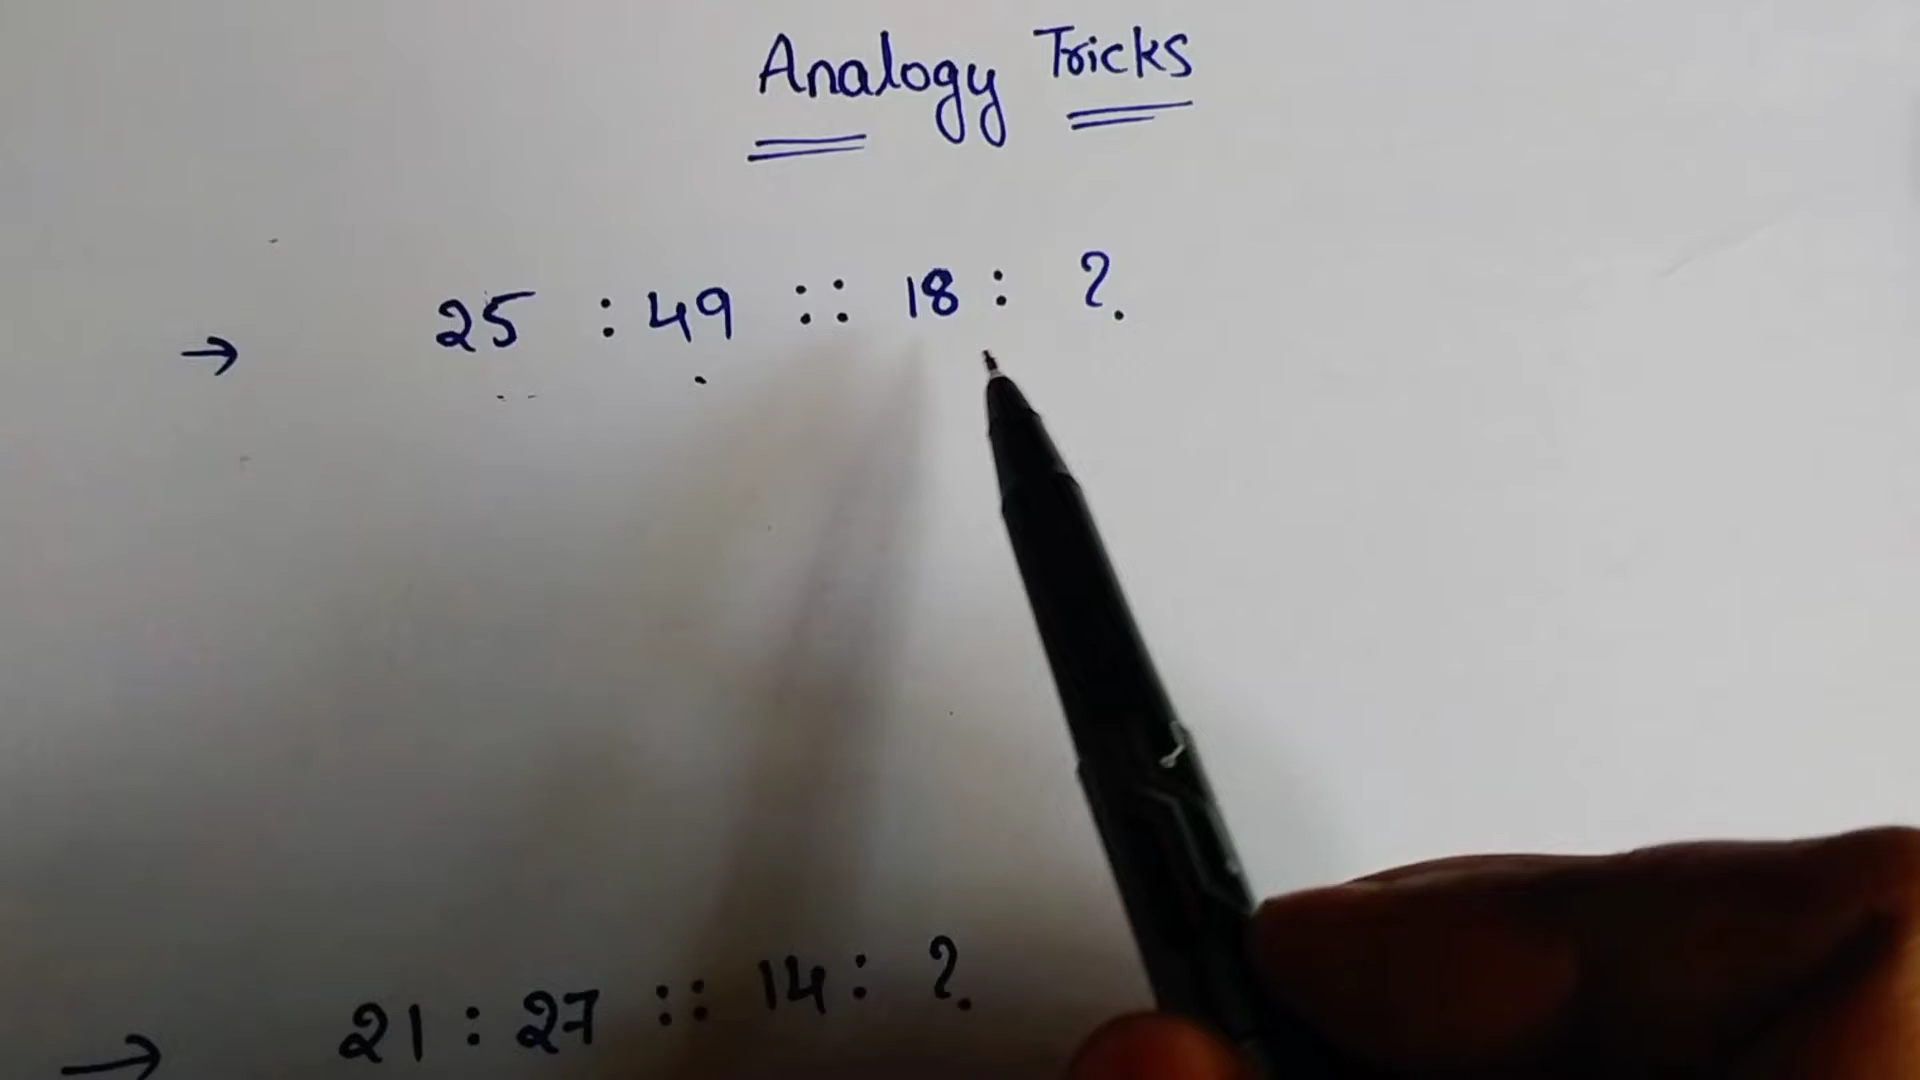 Analogy Tricks
→ 25 : 49 :: 18 : ?
→ 21 : 27 :: 14 : ?